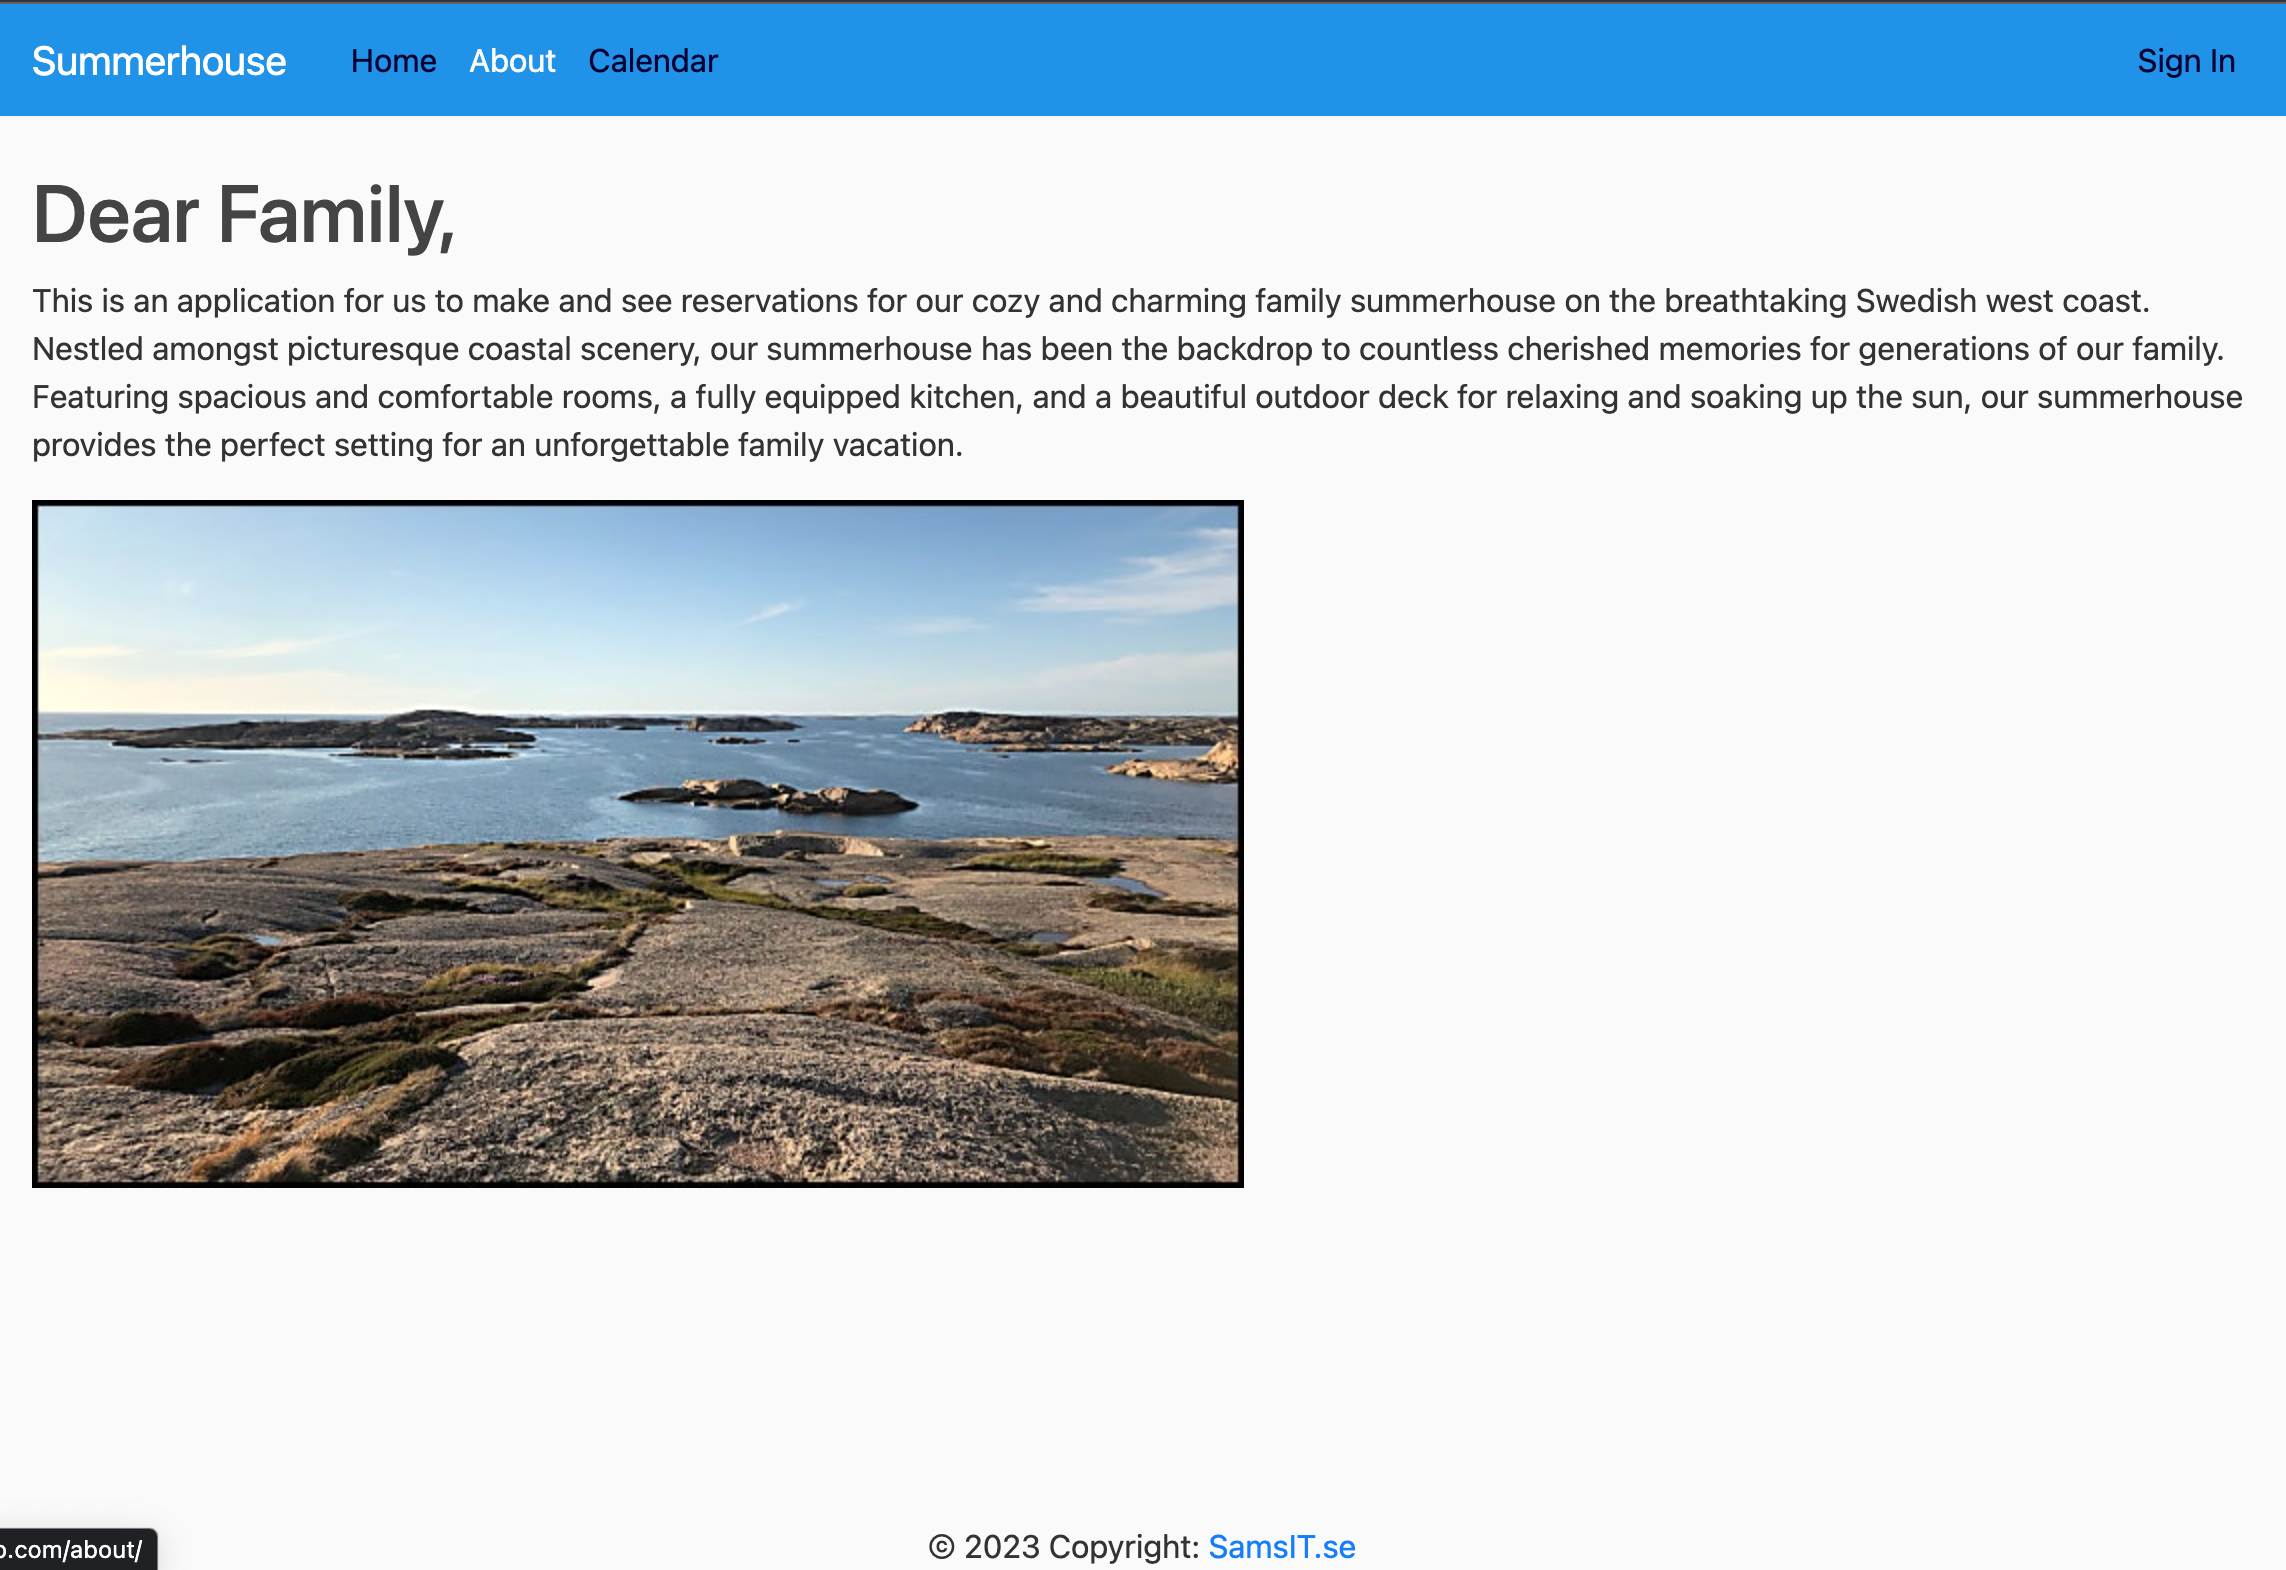 Summerhouse Home About Calendar Sign In
Dear Family,
This is an application for us to make and see reservations for our cozy and charming family summerhouse on the breathtaking Swedish west coast.
Nestled amongst picturesque coastal scenery, our summerhouse has been the backdrop to countless cherished memories for generations of our family.
Featuring spacious and comfortable rooms, a fully equipped kitchen, and a beautiful outdoor deck for relaxing and soaking up the sun, our summerhouse
provides the perfect setting for an unforgettable family vacation.
© 2023 Copyright: SamsIT.se
.com/about/